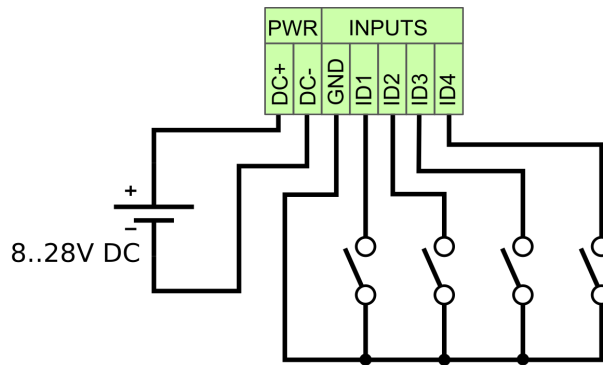 PWR INPUTS
DC+ DC- GND ID1 ID2 ID3 ID4
+
−
8..28V DC